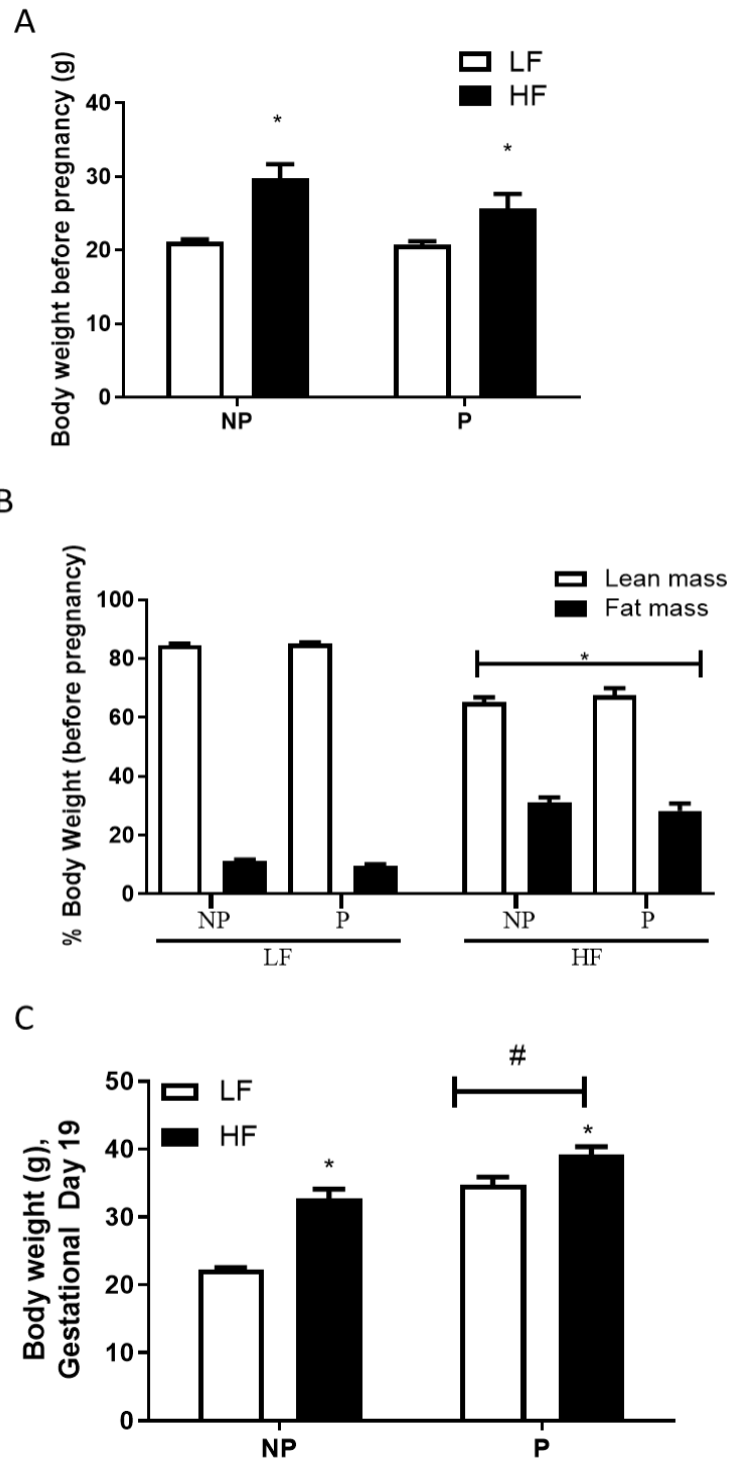 A
LF
HF
Body weight before pregnancy (g)
40
*
*
30
20
10
0
NP P
B
Lean mass
Fat mass
% Body Weight (before pregnancy)
100
*
80
60
40
20
0
NP P NP P
LF HF
C
#
LF
HF
Body weight (g),
Gestational Day 19
50
*
*
40
30
20
10
0
NP P